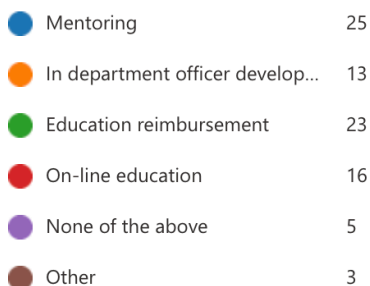 Mentoring 25
In department officer develop... 13
Education reimbursement 23
On-line education 16
None of the above 5
Other 3